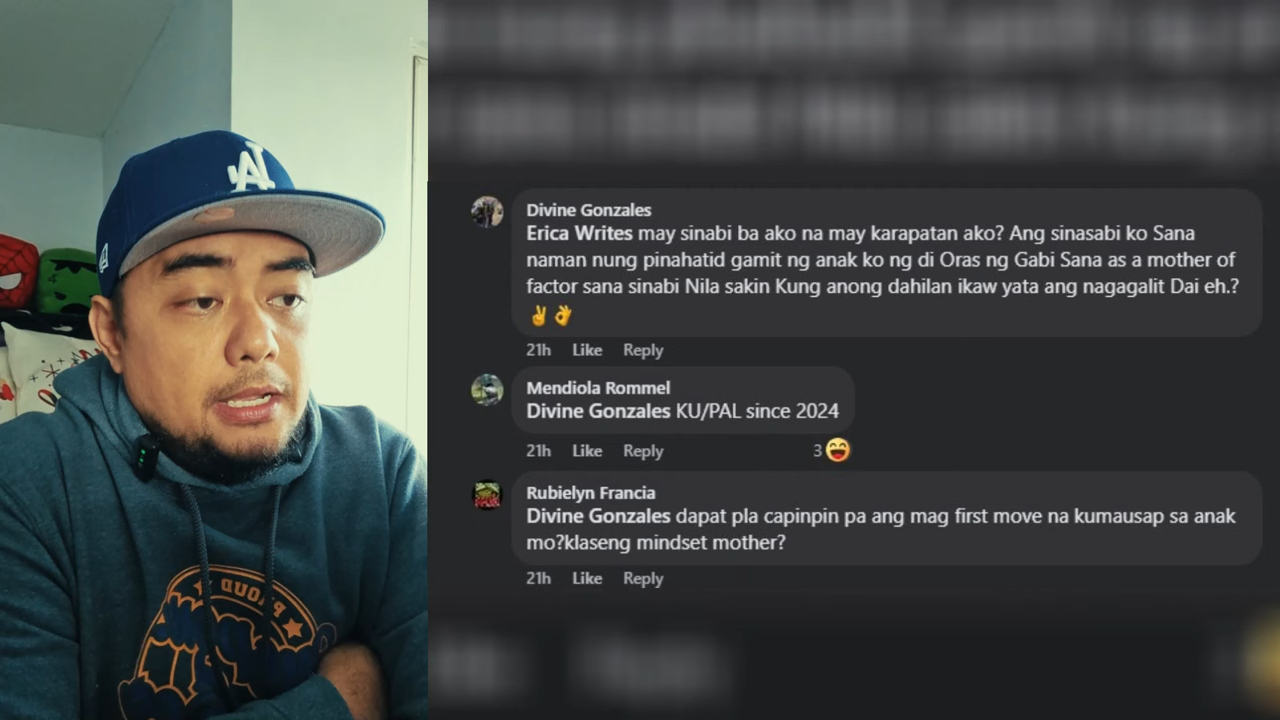 LA
PROUD
Divine Gonzales
Erica Writes may sinabi ba ako na may karapatan ako? Ang sinasabi ko Sana
naman nung pinahatid gamit ng anak ko ng di Oras ng Gabi Sana as a mother of
factor sana sinabi Nila sakin Kung anong dahilan ikaw yata ang nagagalit Dai eh.?
✌️👌
21h Like Reply
Mendiola Rommel
Divine Gonzales KU/PAL since 2024
21h Like Reply 3 😆
Rubielyn Francia
Divine Gonzales dapat pla capinpin pa ang mag first move na kumausap sa anak
mo?klaseng mindset mother?
21h Like Reply